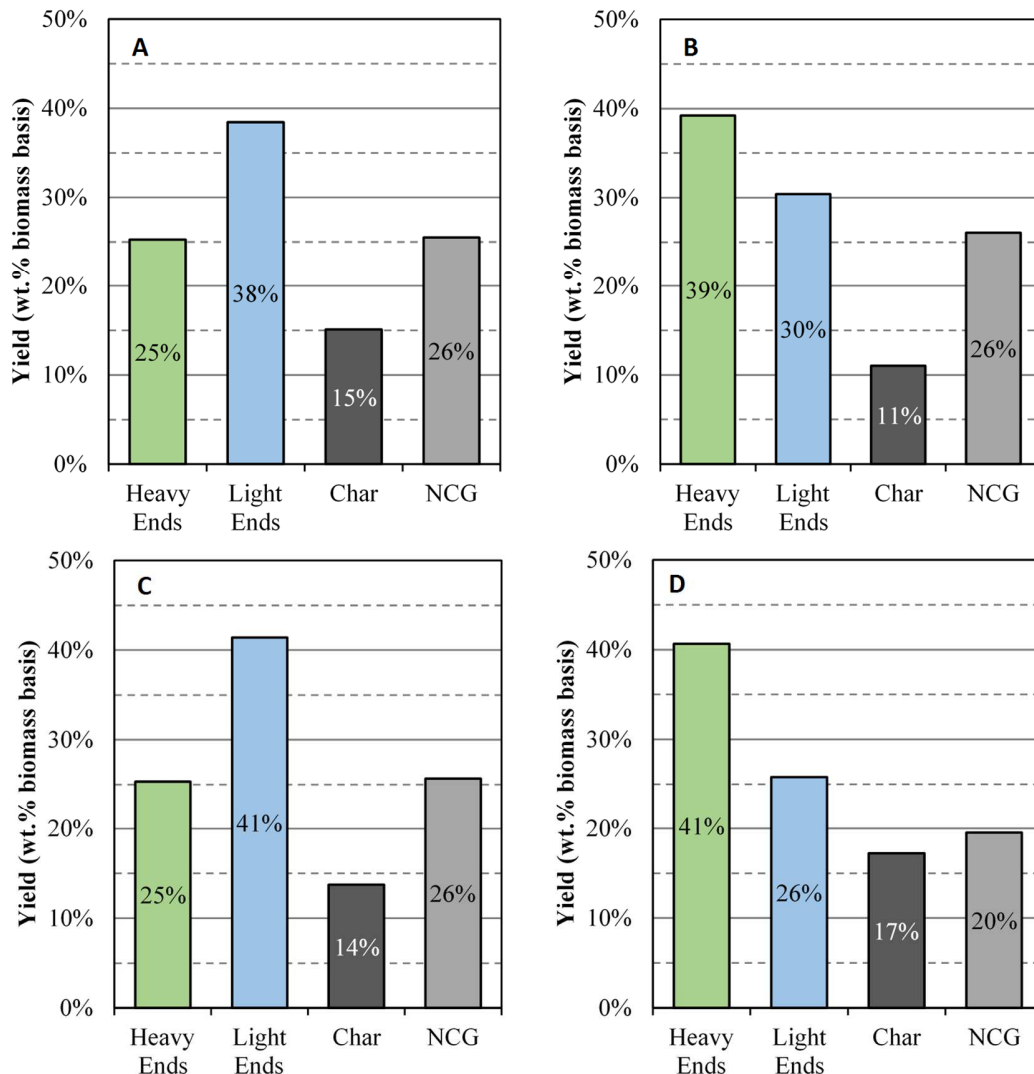 A
Yield (wt.% biomass basis)
50%
40%
30%
20%
10%
0%
25%
38%
15%
26%
Heavy
Ends
Light
Ends
Char
NCG
B
Yield (wt.% biomass basis)
50%
40%
30%
20%
10%
0%
39%
30%
11%
26%
Heavy
Ends
Light
Ends
Char
NCG
C
Yield (wt.% biomass basis)
50%
40%
30%
20%
10%
0%
25%
41%
14%
26%
Heavy
Ends
Light
Ends
Char
NCG
D
Yield (wt.% biomass basis)
50%
40%
30%
20%
10%
0%
41%
26%
17%
20%
Heavy
Ends
Light
Ends
Char
NCG